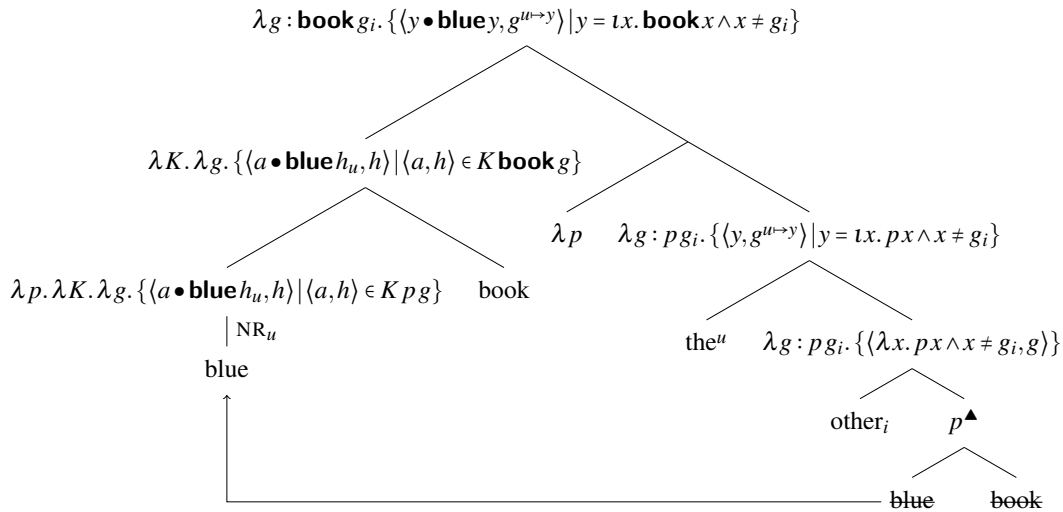 λg : book g_i. {⟨y • blue y, g^{u↦y}⟩ | y = ιx. book x ∧ x ≠ g_i}
λK. λg. {⟨a • blue h_u, h⟩ | ⟨a, h⟩ ∈ K book g}
λp λg : p g_i. {⟨y, g^{u↦y}⟩ | y = ιx. p x ∧ x ≠ g_i}
λp. λK. λg. {⟨a • blue h_u, h⟩ | ⟨a, h⟩ ∈ K p g} book
NR_u
the^u λg : p g_i. {⟨λx. p x ∧ x ≠ g_i, g⟩}
blue
other_i p^▲
blue book